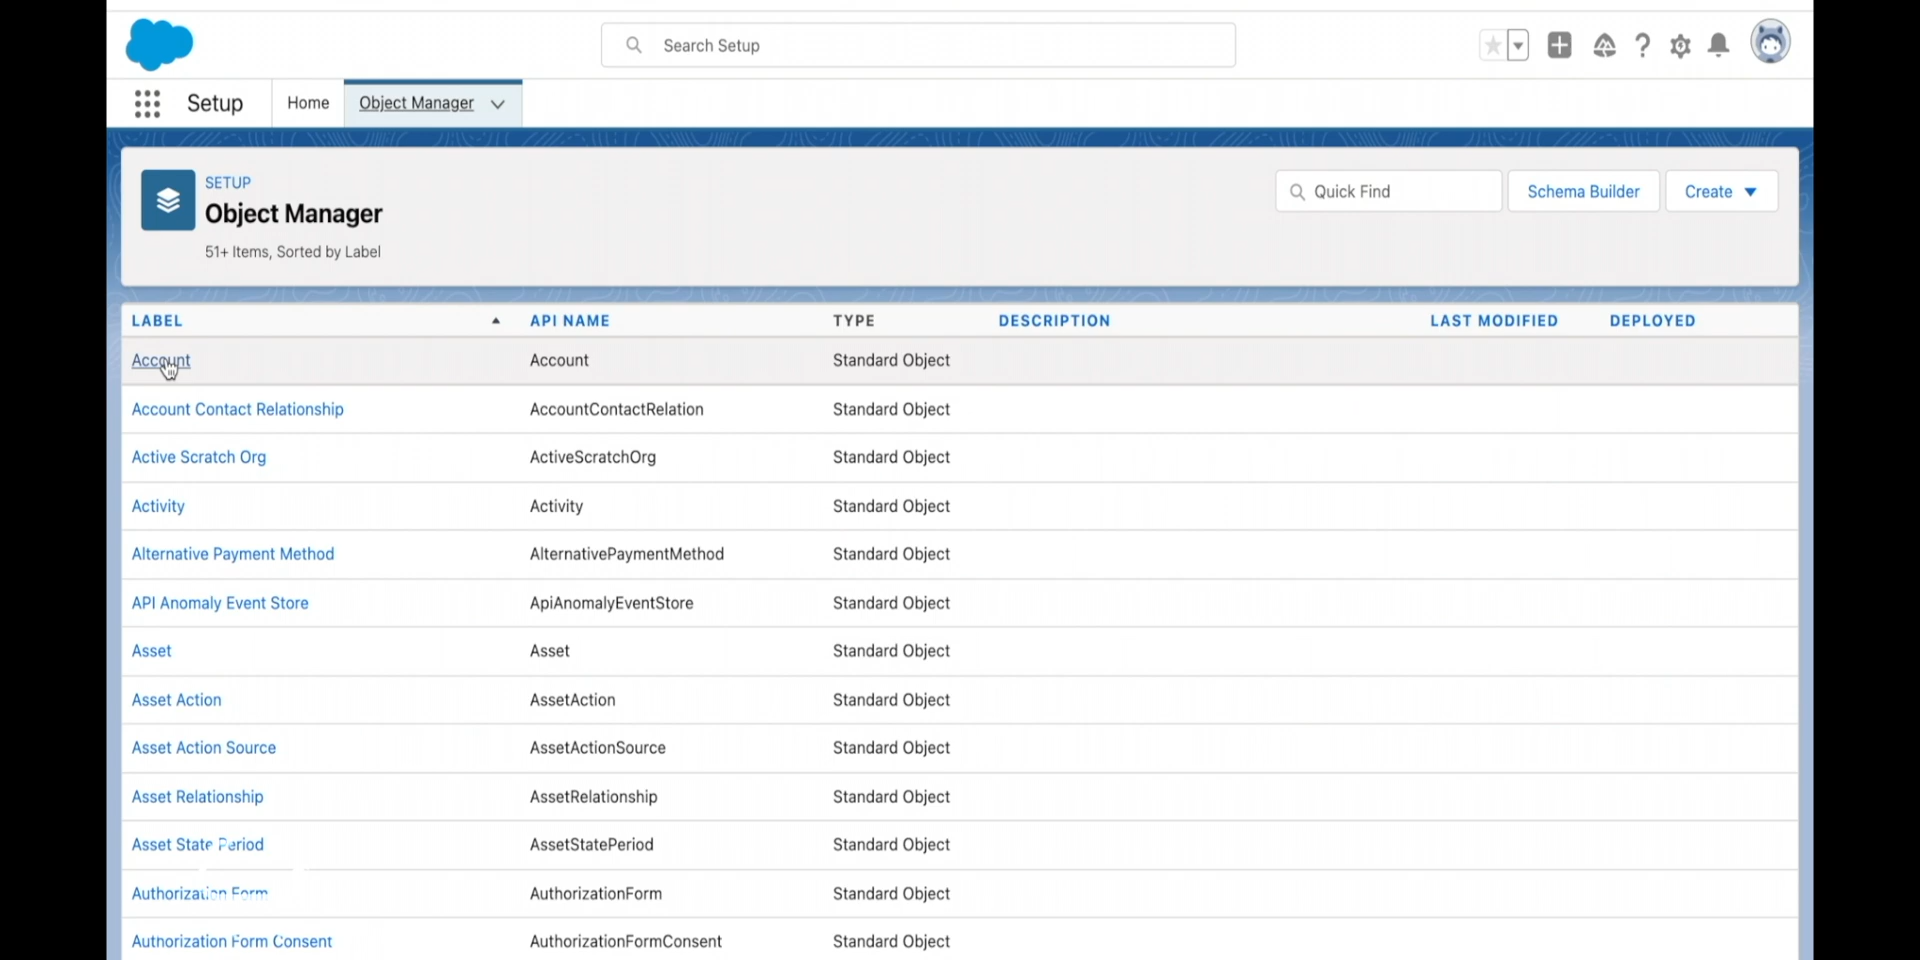 Search Setup
Setup Home Object Manager
SETUP
Object Manager
51+ Items, Sorted by Label
Quick Find Schema Builder Create
LABEL API NAME TYPE DESCRIPTION LAST MODIFIED DEPLOYED
Account Account Standard Object
Account Contact Relationship AccountContactRelation Standard Object
Active Scratch Org ActiveScratchOrg Standard Object
Activity Activity Standard Object
Alternative Payment Method AlternativePaymentMethod Standard Object
API Anomaly Event Store ApiAnomalyEventStore Standard Object
Asset Asset Standard Object
Asset Action AssetAction Standard Object
Asset Action Source AssetActionSource Standard Object
Asset Relationship AssetRelationship Standard Object
Asset State Period AssetStatePeriod Standard Object
Authorization Form AuthorizationForm Standard Object
Authorization Form Consent AuthorizationFormConsent Standard Object